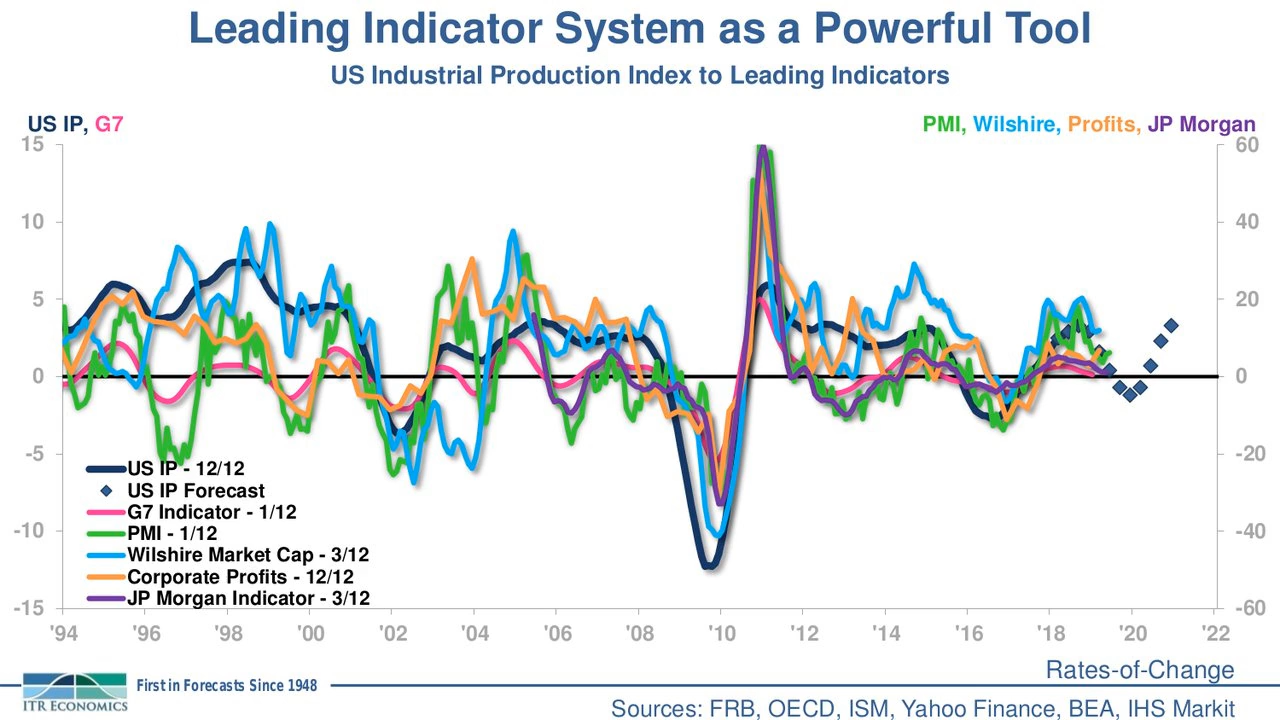 Leading Indicator System as a Powerful Tool
US Industrial Production Index to Leading Indicators
US IP, G7
PMI, Wilshire, Profits, JP Morgan
15
10
5
0
-5
-10
-15
60
40
20
0
-20
-40
-60
US IP - 12/12
US IP Forecast
G7 Indicator - 1/12
PMI - 1/12
Wilshire Market Cap - 3/12
Corporate Profits - 12/12
JP Morgan Indicator - 3/12
'94 '96 '98 '00 '02 '04 '06 '08 '10 '12 '14 '16 '18 '20 '22
Rates-of-Change
ITR ECONOMICS
First in Forecasts Since 1948
Sources: FRB, OECD, ISM, Yahoo Finance, BEA, IHS Markit